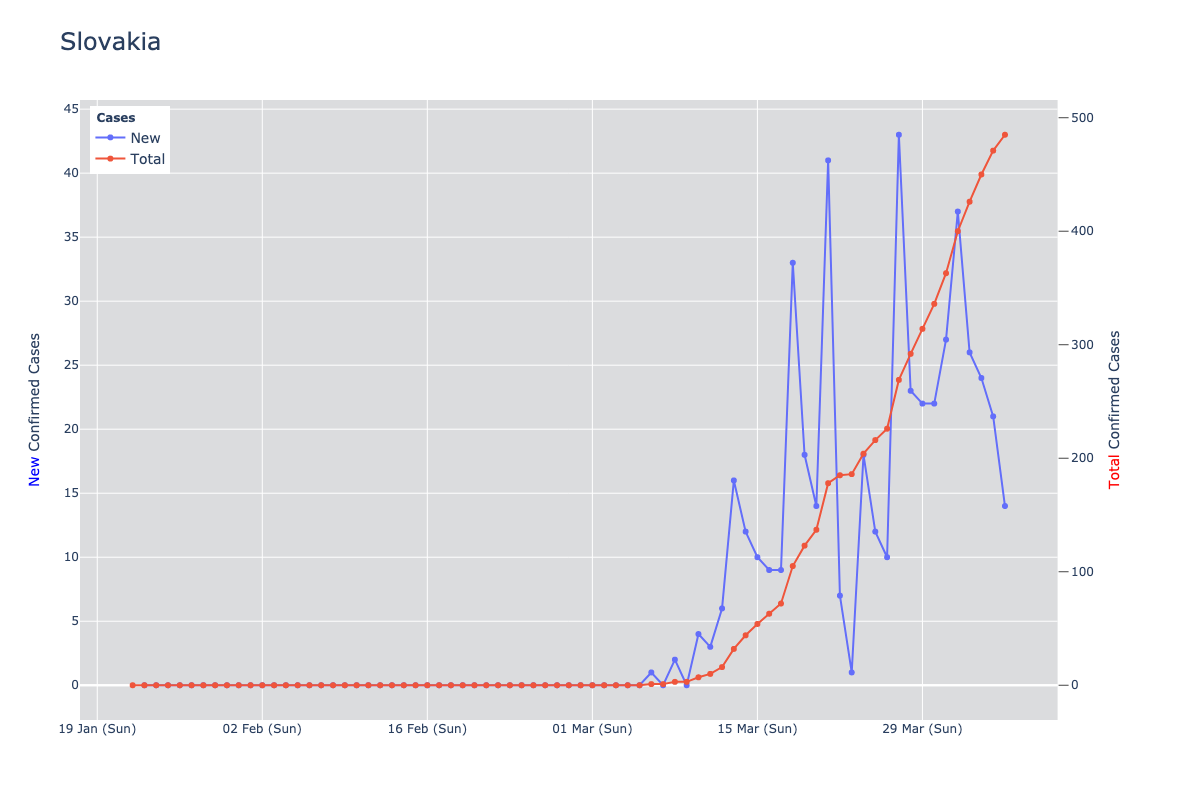 Slovakia
Cases
New
Total
45
40
35
30
25
20
15
10
5
0
New Confirmed Cases
500
400
300
200
100
0
Total Confirmed Cases
19 Jan (Sun)
02 Feb (Sun)
16 Feb (Sun)
01 Mar (Sun)
15 Mar (Sun)
29 Mar (Sun)